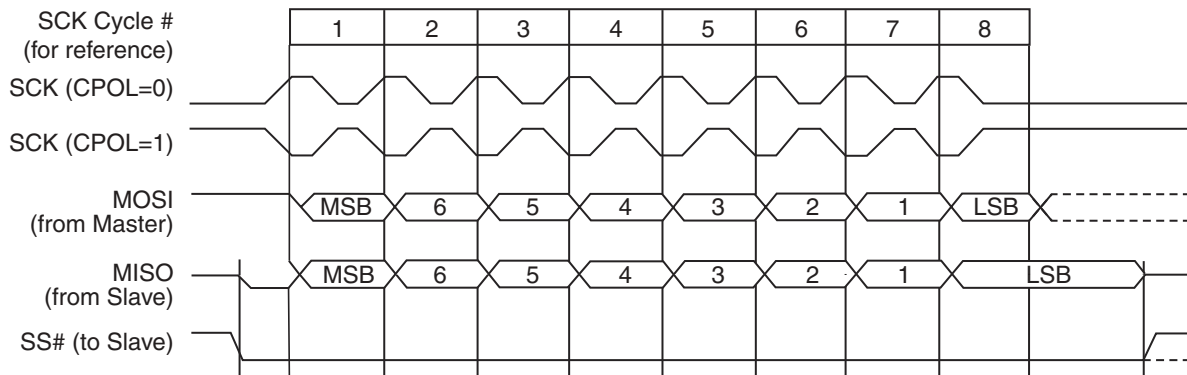 SCK Cycle #
(for reference)
1 2 3 4 5 6 7 8
SCK (CPOL=0)
SCK (CPOL=1)
MOSI
(from Master)
MSB 6 5 4 3 2 1 LSB
MISO
(from Slave)
MSB 6 5 4 3 2 1 LSB
SS# (to Slave)